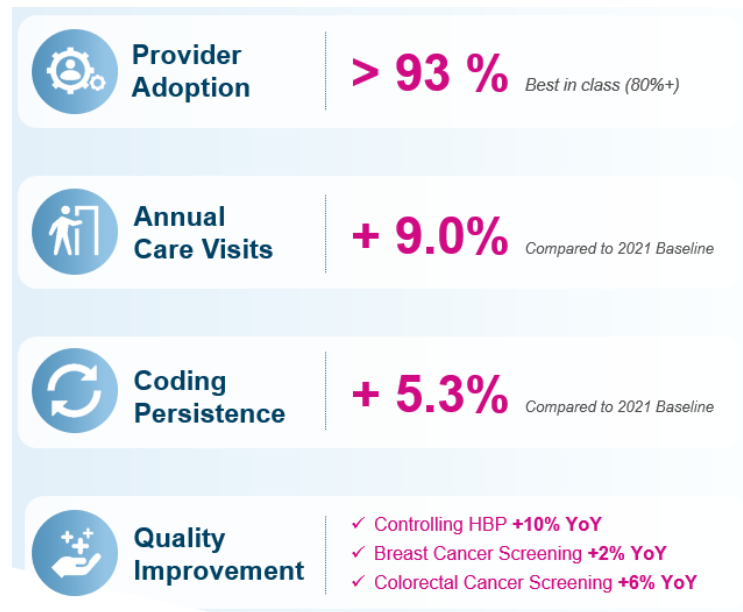 Provider
Adoption
> 93 % Best in class (80%+)
Annual
Care Visits
+ 9.0% Compared to 2021 Baseline
Coding
Persistence
+ 5.3% Compared to 2021 Baseline
Quality
Improvement
✓ Controlling HBP +10% YoY
✓ Breast Cancer Screening +2% YoY
✓ Colorectal Cancer Screening +6% YoY